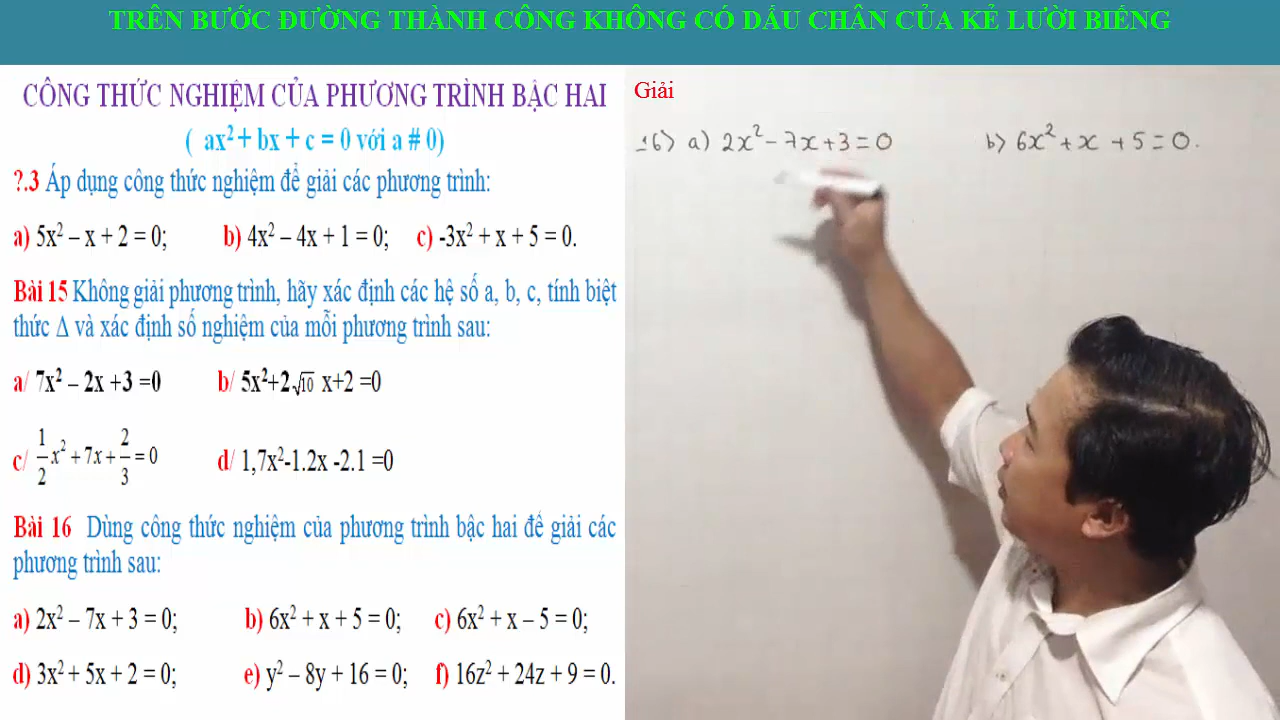 TRÊN BƯỚC ĐƯỜNG THÀNH CÔNG KHÔNG CÓ DẤU CHÂN CỦA KẺ LƯỜI BIẾNG
CÔNG THỨC NGHIỆM CỦA PHƯƠNG TRÌNH BẬC HAI
( ax² + bx + c = 0 với a # 0)
?.3 Áp dụng công thức nghiệm để giải các phương trình:
a) 5x² – x + 2 = 0; b) 4x² – 4x + 1 = 0; c) -3x² + x + 5 = 0.
Bài 15 Không giải phương trình, hãy xác định các hệ số a, b, c, tính biệt
thức Δ và xác định số nghiệm của mỗi phương trình sau:
a/ 7x² – 2x +3 =0 b/ 5x²+2√10 x+2 =0
c/ 1/2 x² + 7x + 2/3 = 0 d/ 1,7x²-1.2x -2.1 =0
Bài 16 Dùng công thức nghiệm của phương trình bậc hai để giải các
phương trình sau:
a) 2x² – 7x + 3 = 0; b) 6x² + x + 5 = 0; c) 6x² + x – 5 = 0;
d) 3x² + 5x + 2 = 0; e) y² – 8y + 16 = 0; f) 16z² + 24z + 9 = 0.
Giải
16) a) 2x² - 7x + 3 = 0 b) 6x² + x + 5 = 0.